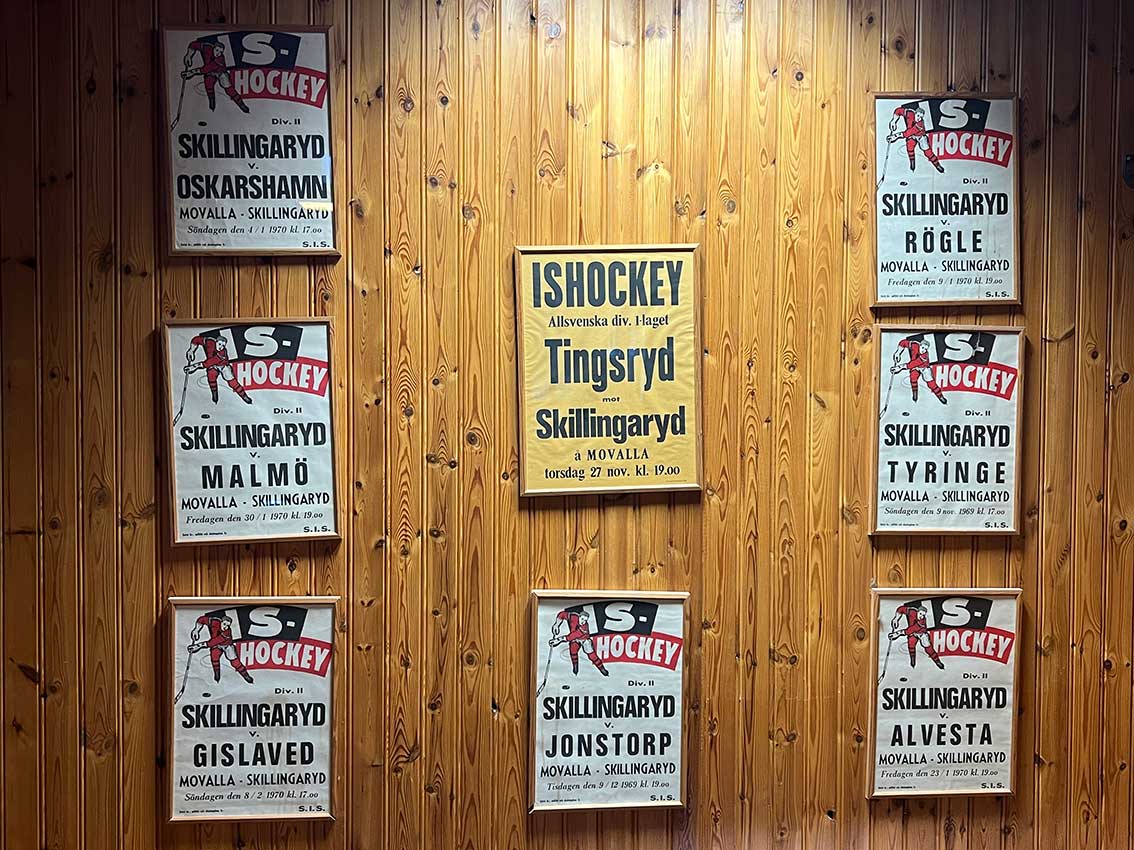 IS-
HOCKEY
Div. II
SKILLINGARYD
v.
OSKARSHAMN
MOVALLA - SKILLINGARYD
Söndagen den 4/1 1970 kl. 17.00
S.I.S.
IS-
HOCKEY
Div. II
SKILLINGARYD
v.
MALMÖ
MOVALLA - SKILLINGARYD
Fredagen den 30/1 1970 kl. 19.00
S.I.S.
IS-
HOCKEY
Div. II
SKILLINGARYD
v.
GISLAVED
MOVALLA - SKILLINGARYD
Söndagen den 8/2 1970 kl. 17.00
S.I.S.
ISHOCKEY
Allsvenska div. 1-laget
Tingsryd
mot
Skillingaryd
å MOVALLA
torsdag 27 nov. kl. 19.00
IS-
HOCKEY
Div. II
SKILLINGARYD
v.
JONSTORP
MOVALLA - SKILLINGARYD
Tisdagen den 9/12 1969 kl. 19.00
S.I.S.
IS-
HOCKEY
Div. II
SKILLINGARYD
v.
RÖGLE
MOVALLA - SKILLINGARYD
Fredagen den 9/1 1970 kl. 19.00
S.I.S.
IS-
HOCKEY
Div. II
SKILLINGARYD
v.
TYRINGE
MOVALLA - SKILLINGARYD
Söndagen den 9 nov. 1969 kl. 17.00
S.I.S.
IS-
HOCKEY
Div. II
SKILLINGARYD
v.
ALVESTA
MOVALLA - SKILLINGARYD
Fredagen den 23/1 1970 kl. 19.00
S.I.S.